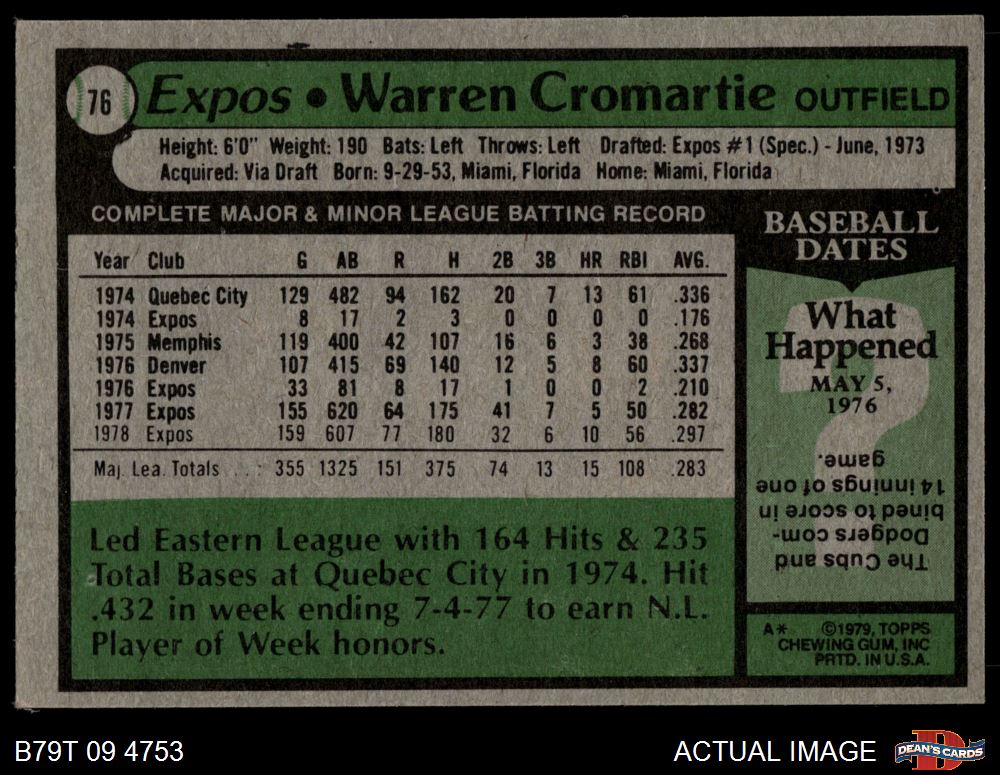 76 Expos • Warren Cromartie OUTFIELD
Height: 6'0" Weight: 190 Bats: Left Throws: Left Drafted: Expos #1 (Spec.) - June, 1973
Acquired: Via Draft Born: 9-29-53, Miami, Florida Home: Miami, Florida
COMPLETE MAJOR & MINOR LEAGUE BATTING RECORD
Year Club G AB R H 2B 3B HR RBI AVG.
1974 Quebec City 129 482 94 162 20 7 13 61 .336
1974 Expos 8 17 2 3 0 0 0 0 .176
1975 Memphis 119 400 42 107 16 6 3 38 .268
1976 Denver 107 415 69 140 12 5 8 60 .337
1976 Expos 33 81 8 17 1 0 0 2 .210
1977 Expos 155 620 64 175 41 7 5 50 .282
1978 Expos 159 607 77 180 32 6 10 56 .297
Maj. Lea. Totals . . . : 355 1325 151 375 74 13 15 108 .283
Led Eastern League with 164 Hits & 235
Total Bases at Quebec City in 1974. Hit
.432 in week ending 7-4-77 to earn N.L.
Player of Week honors.
BASEBALL
DATES
What
Happened
MAY 5,
1976
?
The Cubs and
Dodgers com-
bined to score in
14 innings of one
game.
A* ©1979, TOPPS
CHEWING GUM, INC
PRTD. IN U.S.A.
B79T 09 4753
ACTUAL IMAGE
D
DEAN'S CARDS